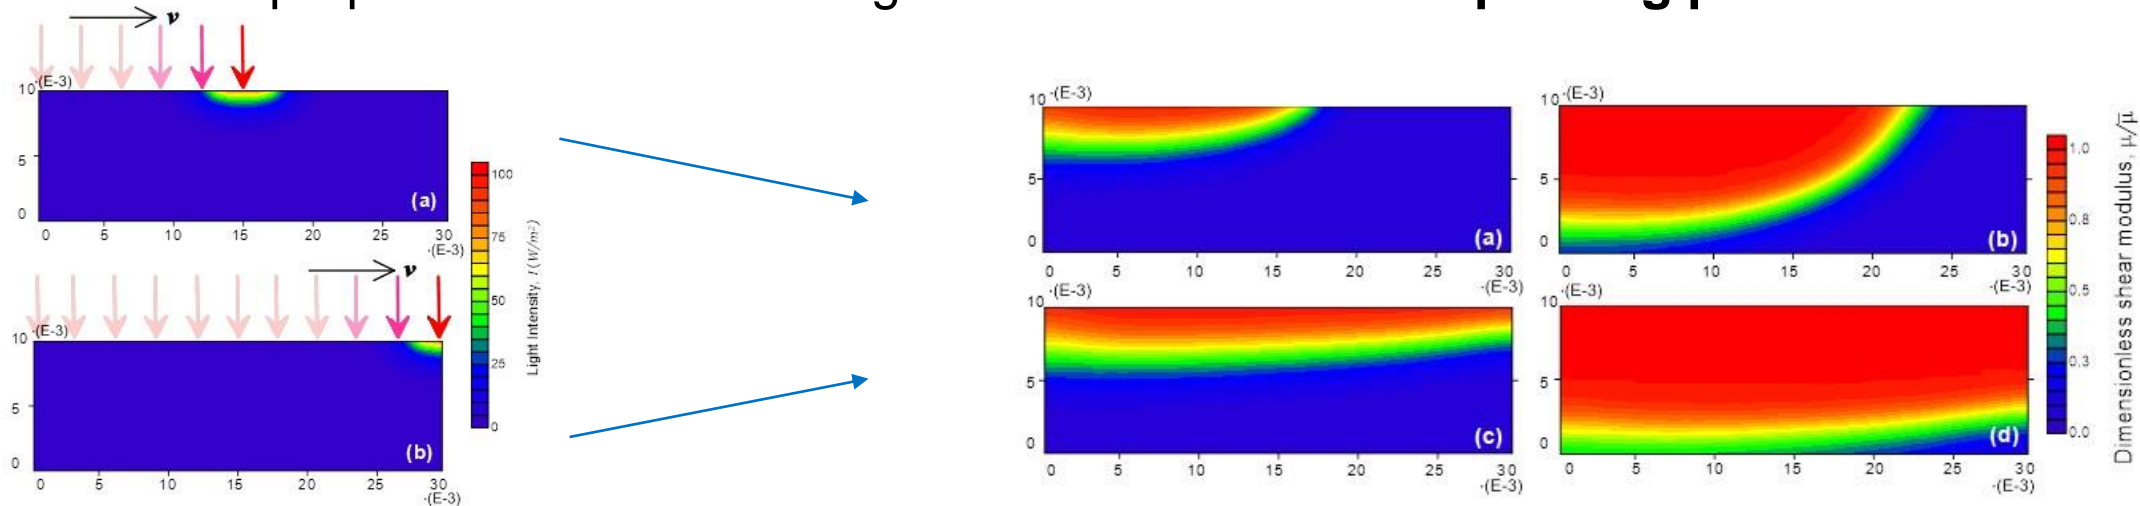 v
10 ·(E-3)
5
0
(a)
0 5 10 15 20 25 30
·(E-3)
v
10 ·(E-3)
5
0
(b)
0 5 10 15 20 25 30
·(E-3)
100
75
50
25
0
Light Intensity, I (W/m²)
10 ·(E-3)
5
0
(a)
0 5 10 15 20 25 30
·(E-3)
10 ·(E-3)
5
0
(b)
0 5 10 15 20 25 30
·(E-3)
10 ·(E-3)
5
0
(c)
0 5 10 15 20 25 30
·(E-3)
10 ·(E-3)
5
0
(d)
0 5 10 15 20 25 30
·(E-3)
1.0
0.8
0.5
0.3
0.0
Dimensionless shear modulus, μ/μ̄